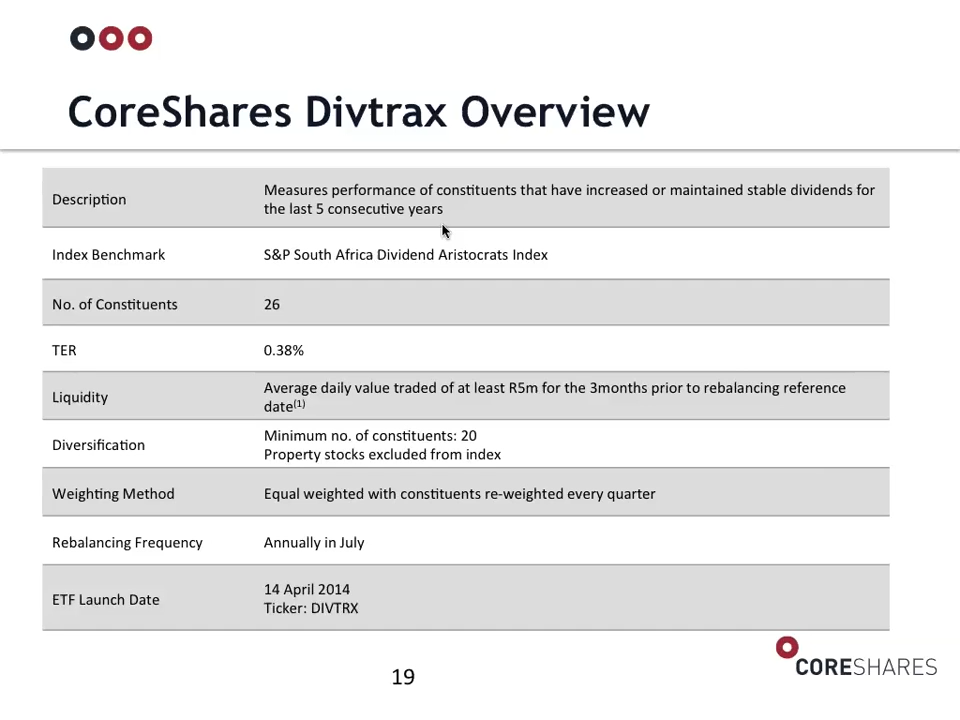 CoreShares Divtrax Overview
Description
Measures performance of constituents that have increased or maintained stable dividends for
the last 5 consecutive years
Index Benchmark
S&P South Africa Dividend Aristocrats Index
No. of Constituents
26
TER
0.38%
Liquidity
Average daily value traded of at least R5m for the 3months prior to rebalancing reference
date(1)
Diversification
Minimum no. of constituents: 20
Property stocks excluded from index
Weighting Method
Equal weighted with constituents re-weighted every quarter
Rebalancing Frequency
Annually in July
ETF Launch Date
14 April 2014
Ticker: DIVTRX
19
CORESHARES